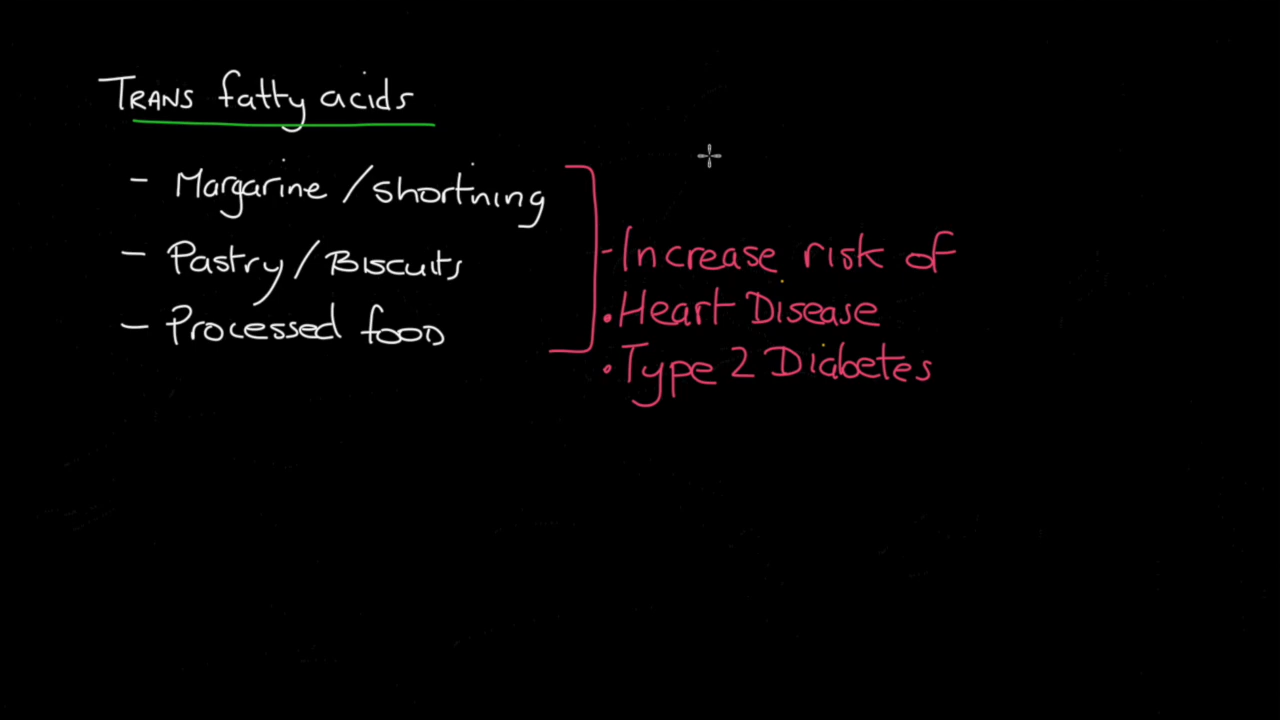 TRANS fatty acids
- Margarine / shortning
- Pastry / Biscuits
- Processed food
- Increase risk of
• Heart Disease
• Type 2 Diabetes